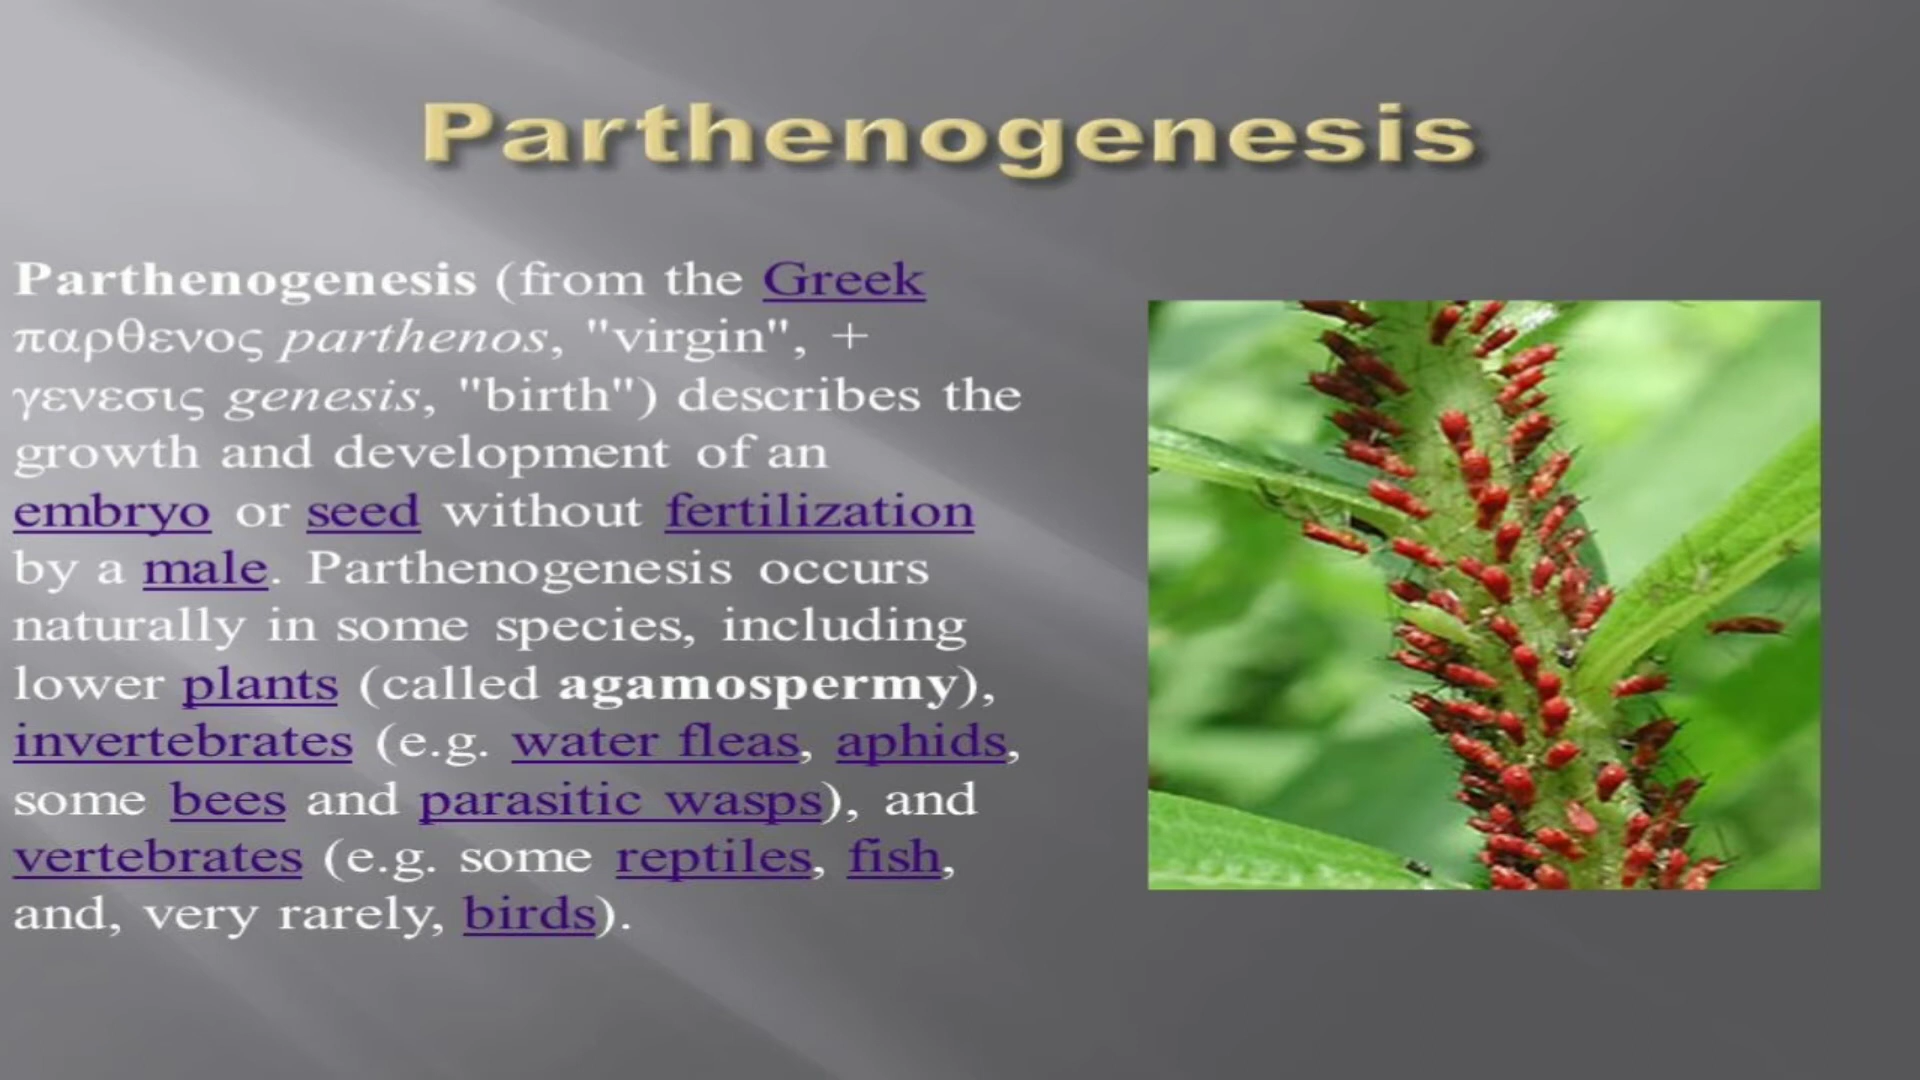 Parthenogenesis
Parthenogenesis (from the Greek
παρθενος parthenos, "virgin", +
γενεσις genesis, "birth") describes the
growth and development of an
embryo or seed without fertilization
by a male. Parthenogenesis occurs
naturally in some species, including
lower plants (called agamospermy),
invertebrates (e.g. water fleas, aphids,
some bees and parasitic wasps), and
vertebrates (e.g. some reptiles, fish,
and, very rarely, birds).